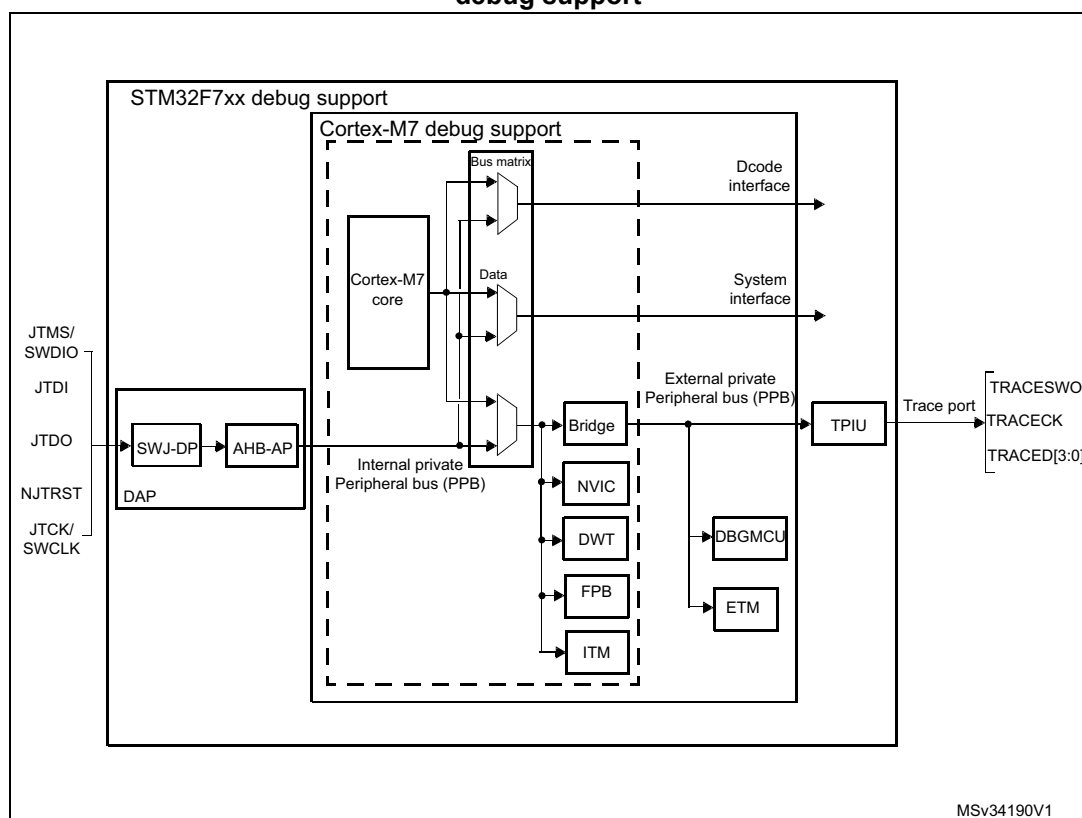 debug support
STM32F7xx debug support
Cortex-M7 debug support
Bus matrix
Dcode
interface
Cortex-M7
core
Data
System
interface
JTMS/
SWDIO
JTDI
JTDO
NJTRST
JTCK/
SWCLK
SWJ-DP
AHB-AP
DAP
Internal private
Peripheral bus (PPB)
Bridge
NVIC
DWT
FPB
ITM
External private
Peripheral bus (PPB)
DBGMCU
ETM
TPIU
Trace port
TRACESWO
TRACECK
TRACED[3:0]
MSv34190V1